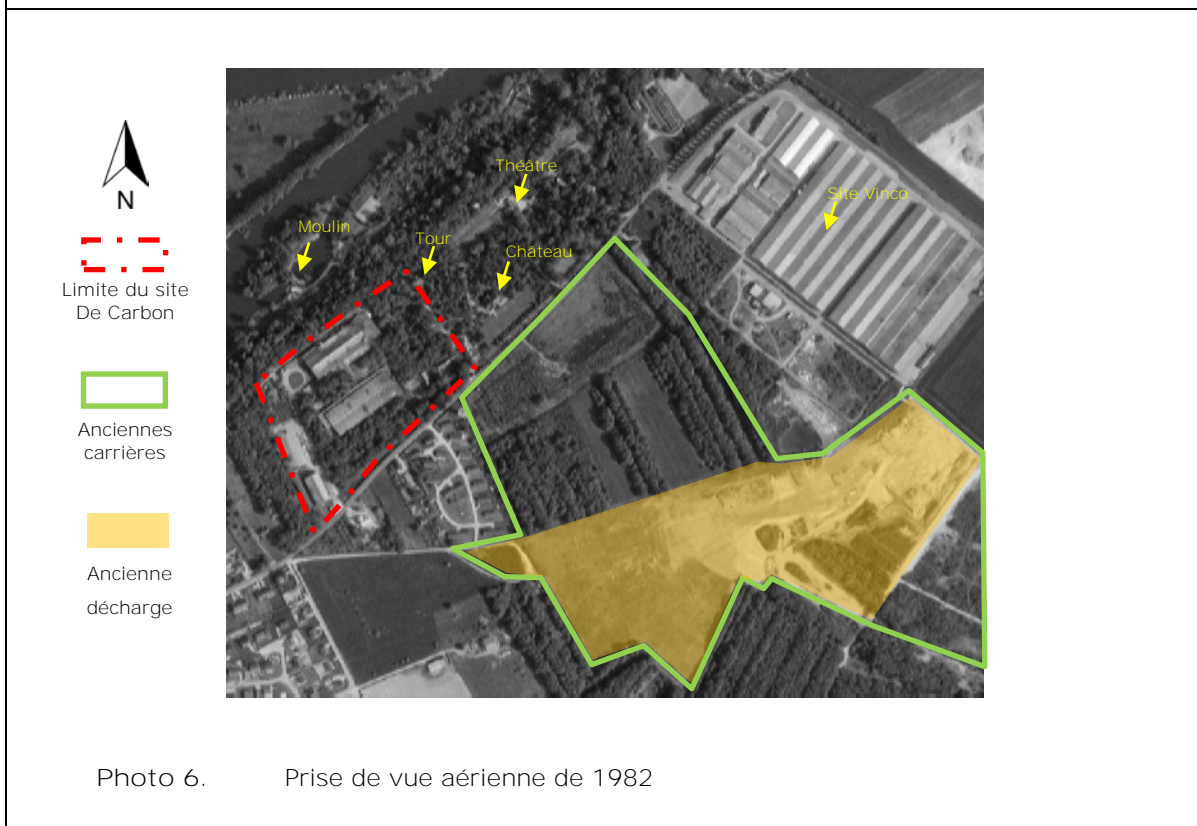 N
Limite du site
De Carbon
Anciennes
carrières
Ancienne
décharge
Théâtre
Site Vinco
Moulin
Tour
Château
Photo 6. Prise de vue aérienne de 1982